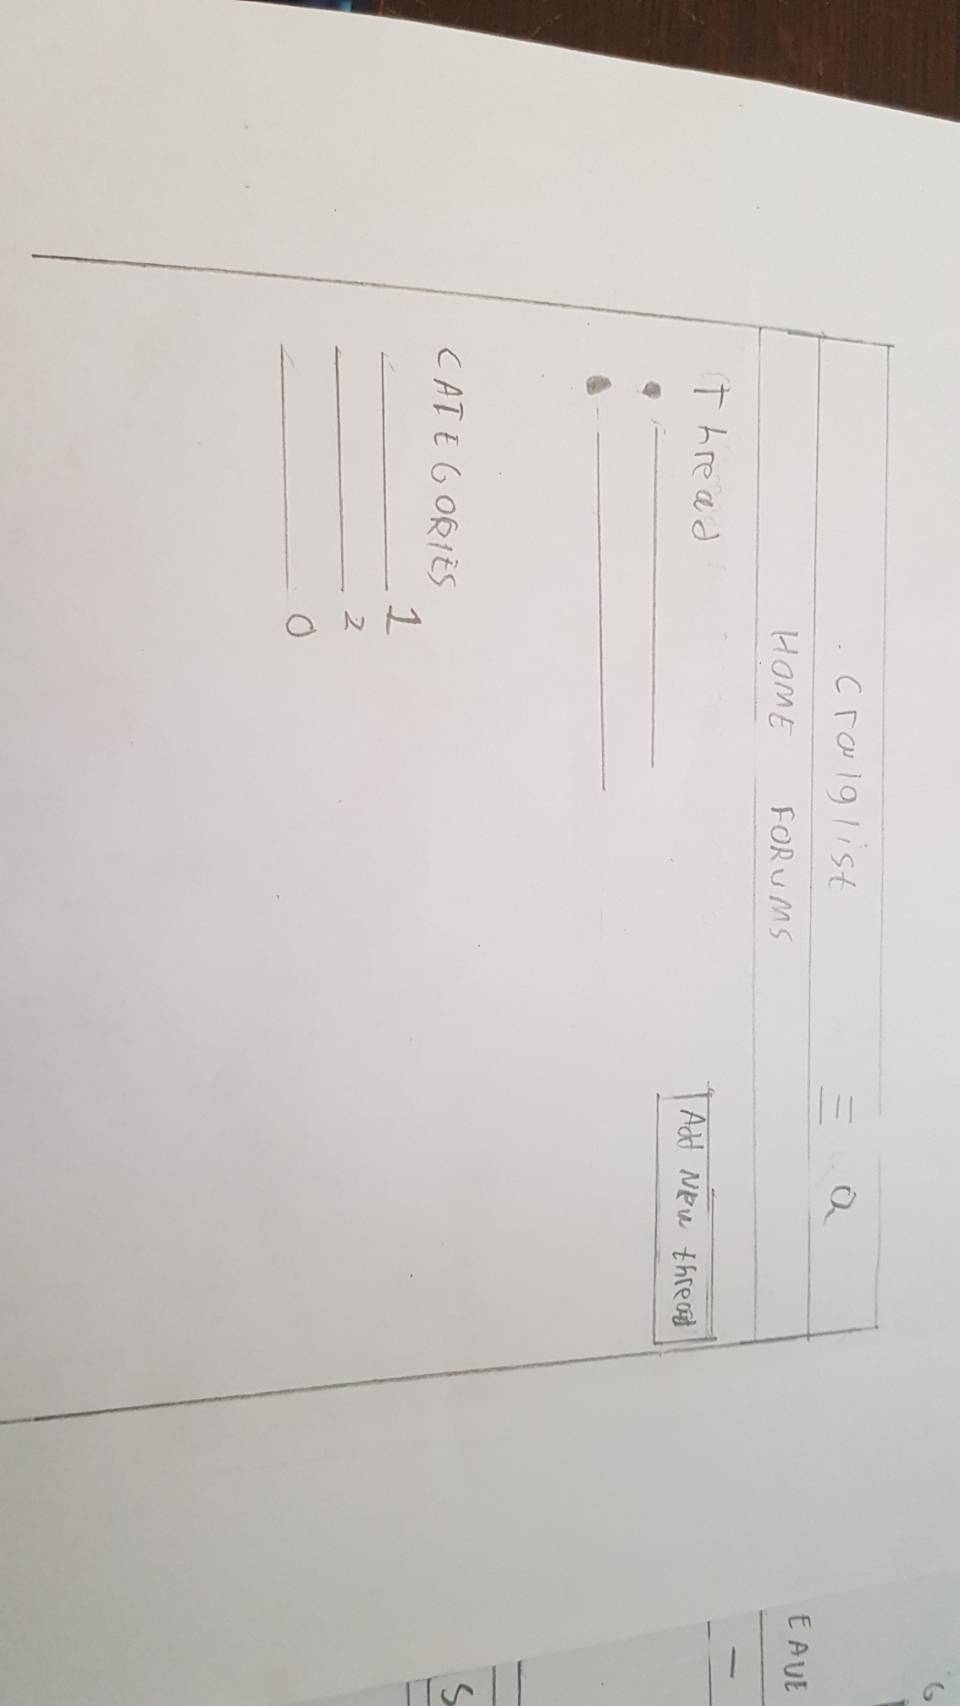 Craiglist
HOME FORUMS
Thread
Add New thread
CATEGORIES
1
2
0
EAVE
S